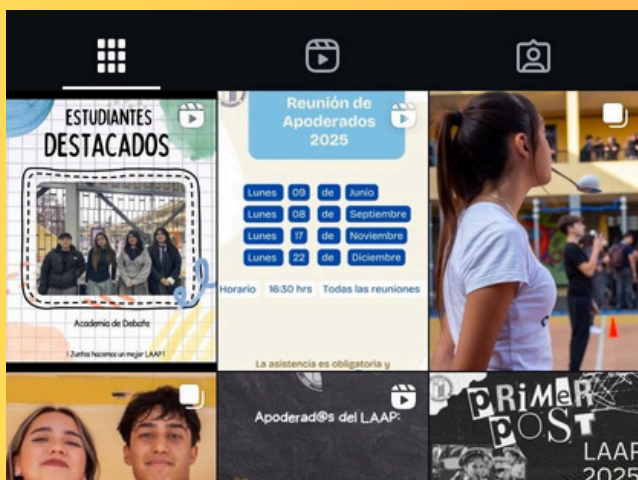 ESTUDIANTES
DESTACADOS
Academia de Debate
¡Juntos hacemos un mejor LAAP!
Reunión de
Apoderados
2025
Lunes 09 de Junio
Lunes 08 de Septiembre
Lunes 17 de Noviembre
Lunes 22 de Diciembre
Horario 16:30 hrs Todas las reuniones
La asistencia es obligatoria y
Apoderad@s del LAAP:
PRiMeR
POST
LAAP
2025